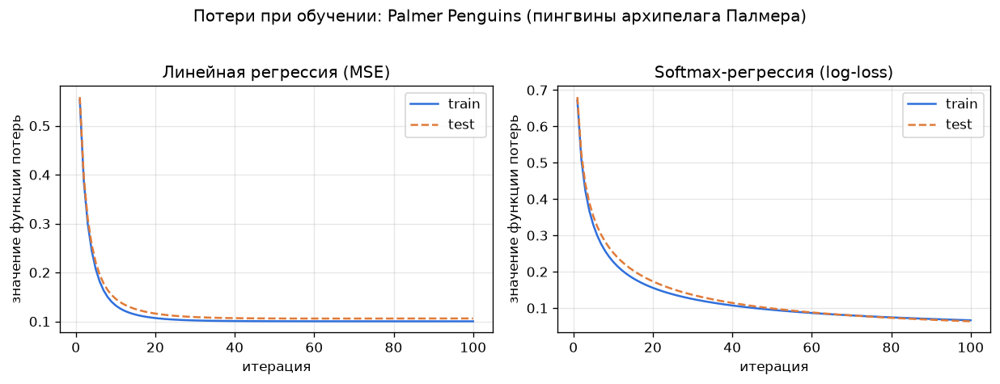 Потери при обучении: Palmer Penguins (пингвины архипелага Палмера)
Линейная регрессия (MSE)
значение функции потерь
0.5
0.4
0.3
0.2
0.1
train
test
0 20 40 60 80 100
итерация
Softmax-регрессия (log-loss)
значение функции потерь
0.7
0.6
0.5
0.4
0.3
0.2
0.1
train
test
0 20 40 60 80 100
итерация